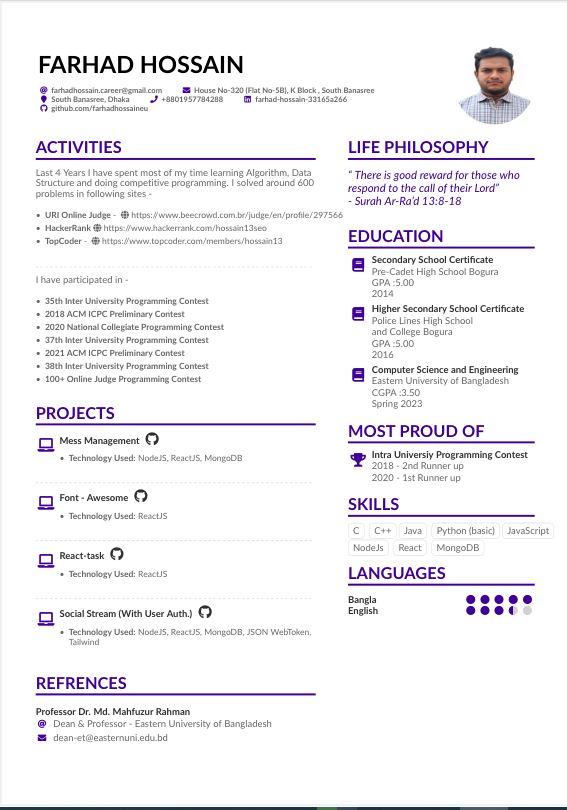 FARHAD HOSSAIN
farhadhossain.career@gmail.com House No-320 (Flat No-5B), K Block , South Banasree
South Banasree, Dhaka +8801957784288 farhad-hossain-33165a266
github.com/farhadhossaineu
ACTIVITIES
Last 4 Years I have spent most of my time learning Algorithm, Data
Structure and doing competitive programming. I solved around 600
problems in following sites -
• URI Online Judge - https://www.beecrowd.com.br/judge/en/profile/297566
• HackerRank https://www.hackerrank.com/hossain13seo
• TopCoder - https://www.topcoder.com/members/hossain13
I have participated in -
• 35th Inter University Programming Contest
• 2018 ACM ICPC Preliminary Contest
• 2020 National Collegiate Programming Contest
• 37th Inter University Programming Contest
• 2021 ACM ICPC Preliminary Contest
• 38th Inter University Programming Contest
• 100+ Online Judge Programming Contest
PROJECTS
Mess Management
• Technology Used: NodeJS, ReactJS, MongoDB
Font - Awesome
• Technology Used: ReactJS
React-task
• Technology Used: ReactJS
Social Stream (With User Auth.)
• Technology Used: NodeJS, ReactJS, MongoDB, JSON WebToken,
Tailwind
REFRENCES
Professor Dr. Md. Mahfuzur Rahman
Dean & Professor - Eastern University of Bangladesh
dean-et@easternuni.edu.bd
LIFE PHILOSOPHY
“ There is good reward for those who
respond to the call of their Lord”
- Surah Ar-Ra’d 13:8-18
EDUCATION
Secondary School Certificate
Pre-Cadet High School Bogura
GPA :5.00
2014
Higher Secondary School Certificate
Police Lines High School
and College Bogura
GPA :5.00
2016
Computer Science and Engineering
Eastern University of Bangladesh
CGPA :3.50
Spring 2023
MOST PROUD OF
Intra Universiy Programming Contest
2018 - 2nd Runner up
2020 - 1st Runner up
SKILLS
C C++ Java Python (basic) JavaScript
NodeJs React MongoDB
LANGUAGES
Bangla
English